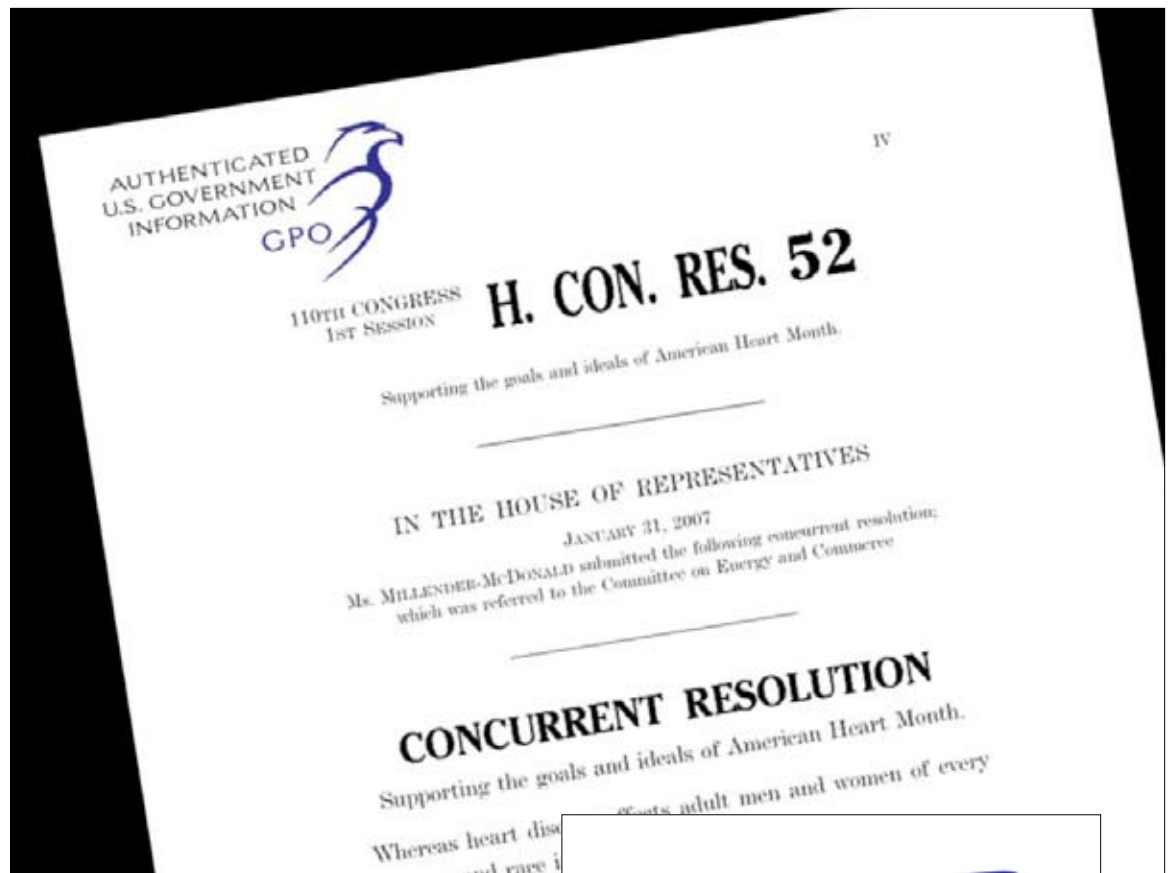 AUTHENTICATED
U.S. GOVERNMENT
INFORMATION
GPO
IV
110TH CONGRESS
1ST SESSION
H. CON. RES. 52
Supporting the goals and ideals of American Heart Month.
IN THE HOUSE OF REPRESENTATIVES
JANUARY 31, 2007
Ms. MILLENDER-MCDONALD submitted the following concurrent resolution;
which was referred to the Committee on Energy and Commerce
CONCURRENT RESOLUTION
Supporting the goals and ideals of American Heart Month.
Whereas heart adult men and women of every
and race